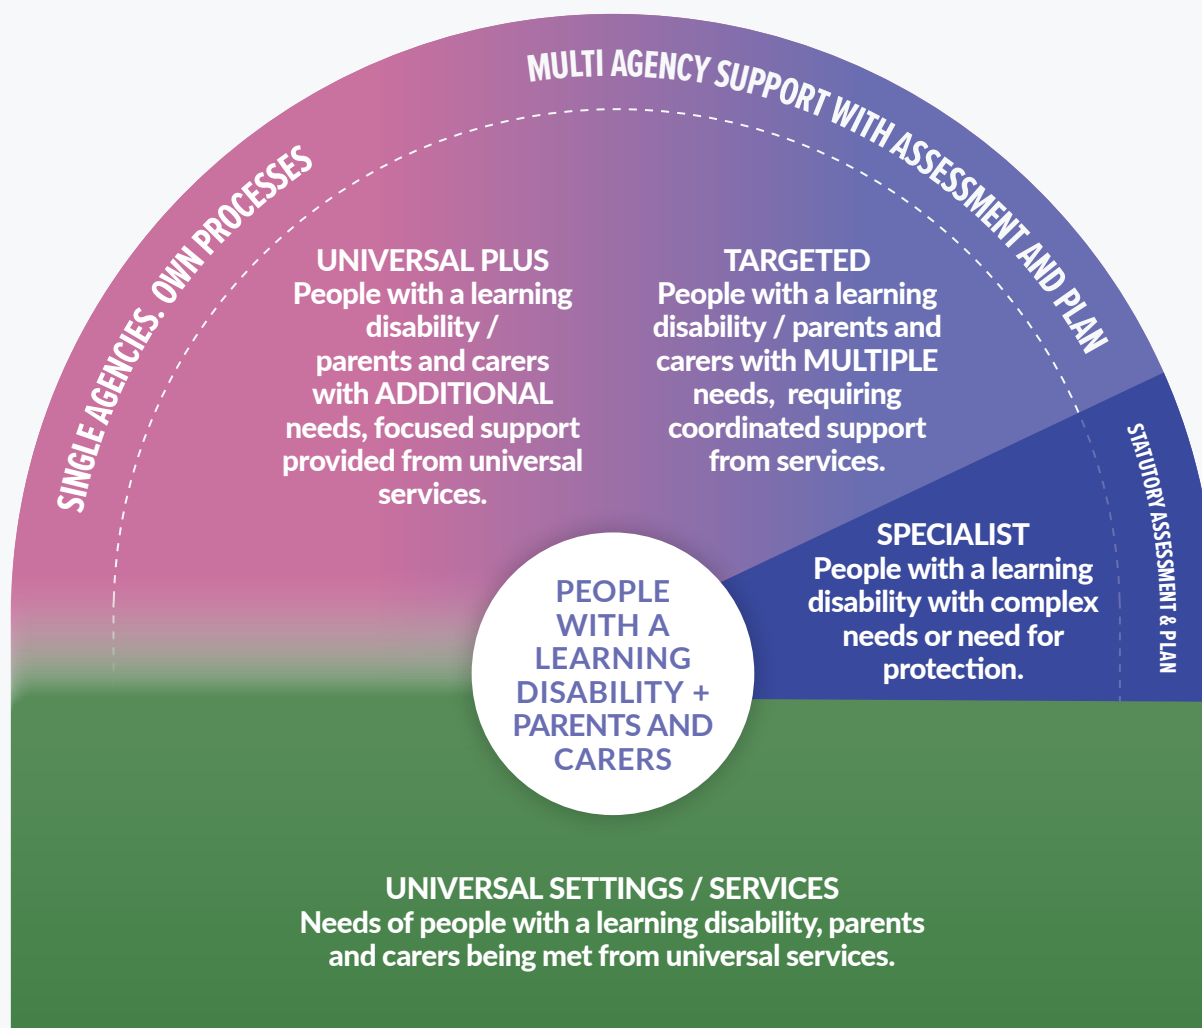 MULTI AGENCY SUPPORT WITH ASSESSMENT AND PLAN
SINGLE AGENCIES. OWN PROCESSES
UNIVERSAL PLUS
People with a learning
disability /
parents and carers
with ADDITIONAL
needs, focused support
provided from universal
services.
TARGETED
People with a learning
disability / parents and
carers with MULTIPLE
needs, requiring
coordinated support
from services.
STATUTORY ASSESSMENT & PLAN
SPECIALIST
People with a learning
disability with complex
needs or need for
protection.
PEOPLE
WITH A
LEARNING
DISABILITY +
PARENTS AND
CARERS
UNIVERSAL SETTINGS / SERVICES
Needs of people with a learning disability, parents
and carers being met from universal services.